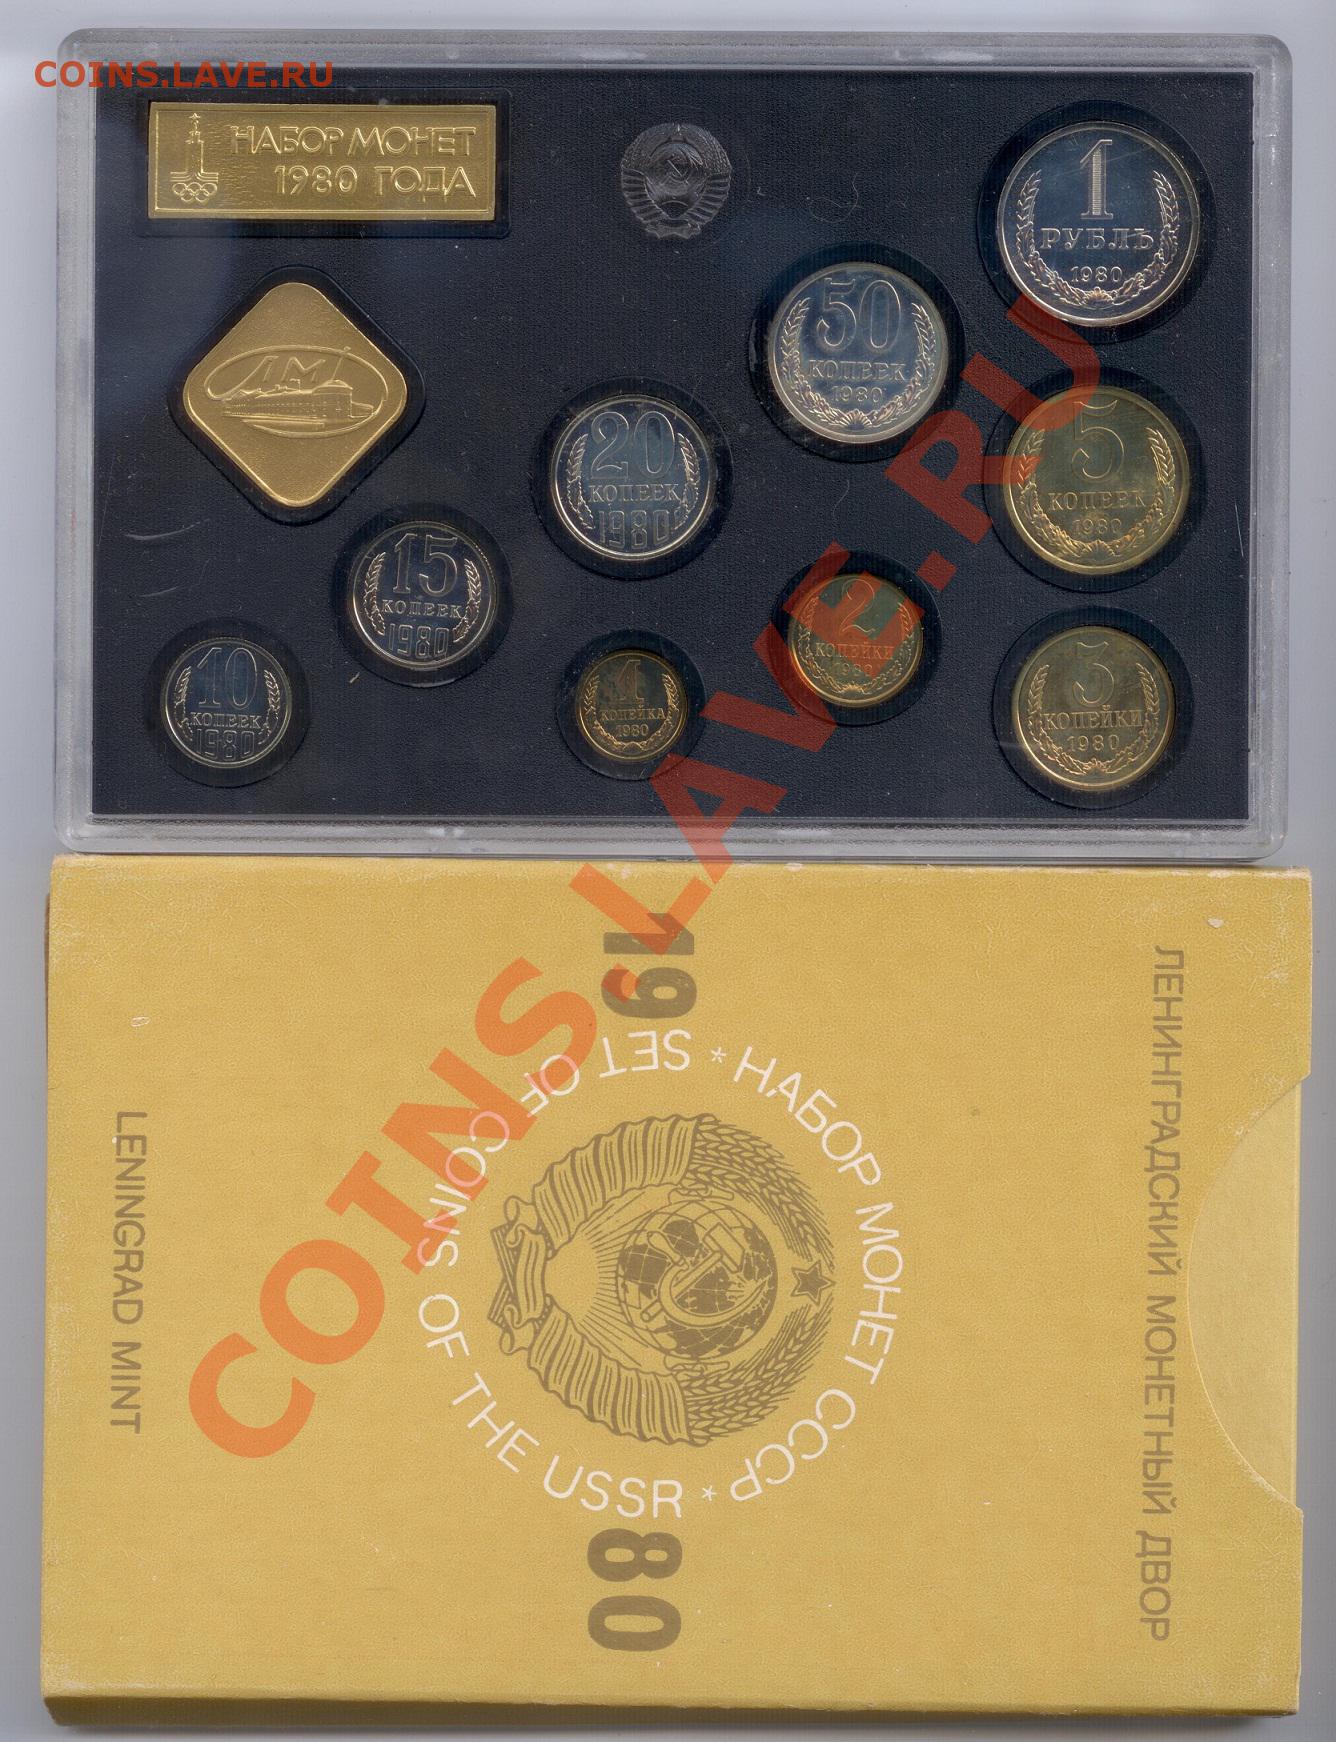 COINS.LAVE.RU
НАБОР МОНЕТ
1980 ГОДА
ЛМД
1
РУБЛЬ
1980
50
КОПЕЕК
1980
20
КОПЕЕК
1980
5
КОПЕЕК
1980
15
КОПЕЕК
1980
2
КОПЕЙКИ
1980
10
КОПЕЕК
1980
1
КОПЕЙКА
1980
3
КОПЕЙКИ
1980
COINS.LAVE.RU
ЛЕНИНГРАДСКИЙ МОНЕТНЫЙ ДВОР
19
80
* НАБОР МОНЕТ СССР *
SET OF COINS OF THE USSR
LENINGRAD MINT